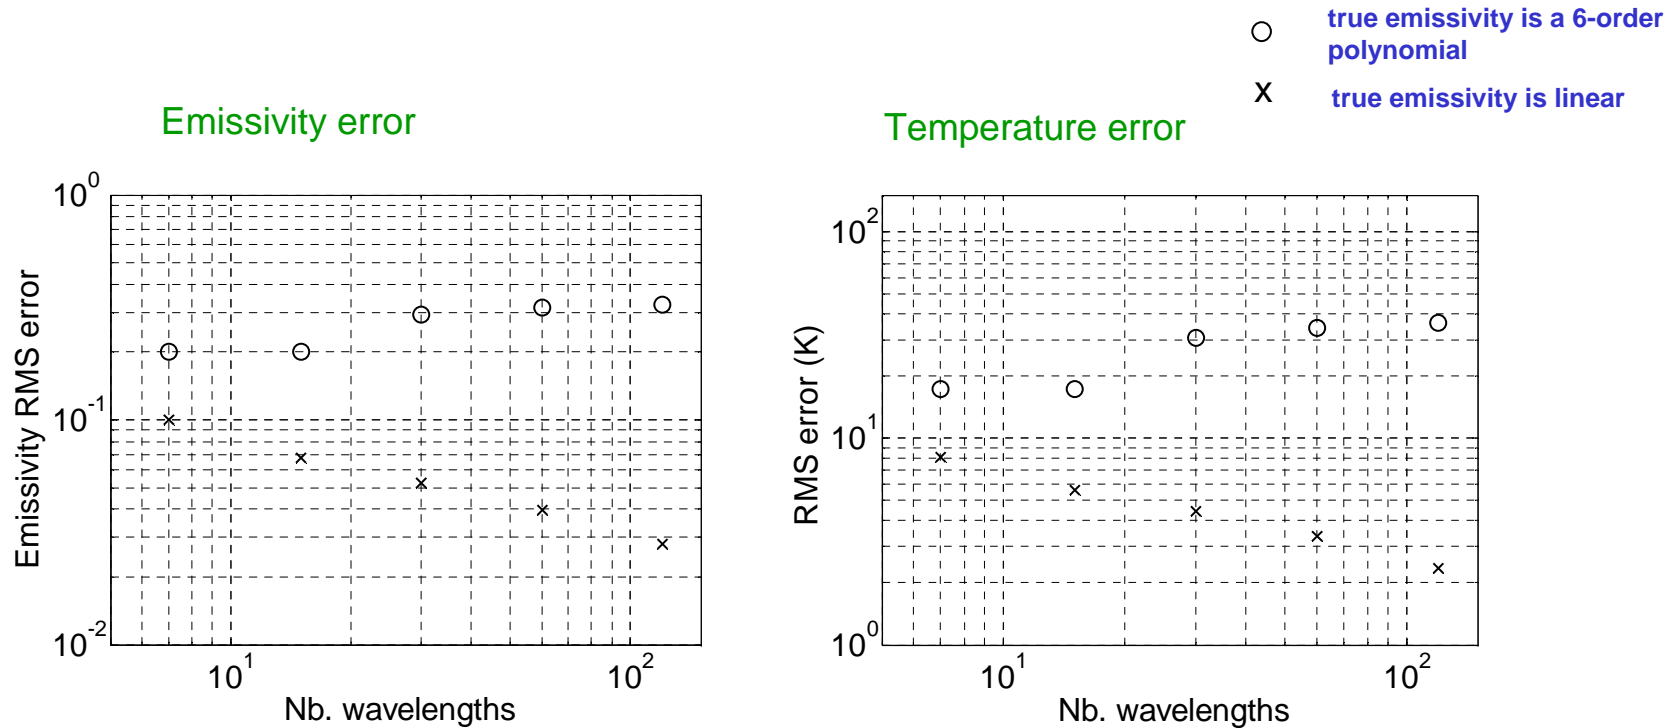 true emissivity is a 6-order
polynomial
x true emissivity is linear
Emissivity error
Temperature error
10^0
10^-1
10^-2
Emissivity RMS error
10^1
10^2
Nb. wavelengths
10^2
10^1
10^0
RMS error (K)
10^1
10^2
Nb. wavelengths